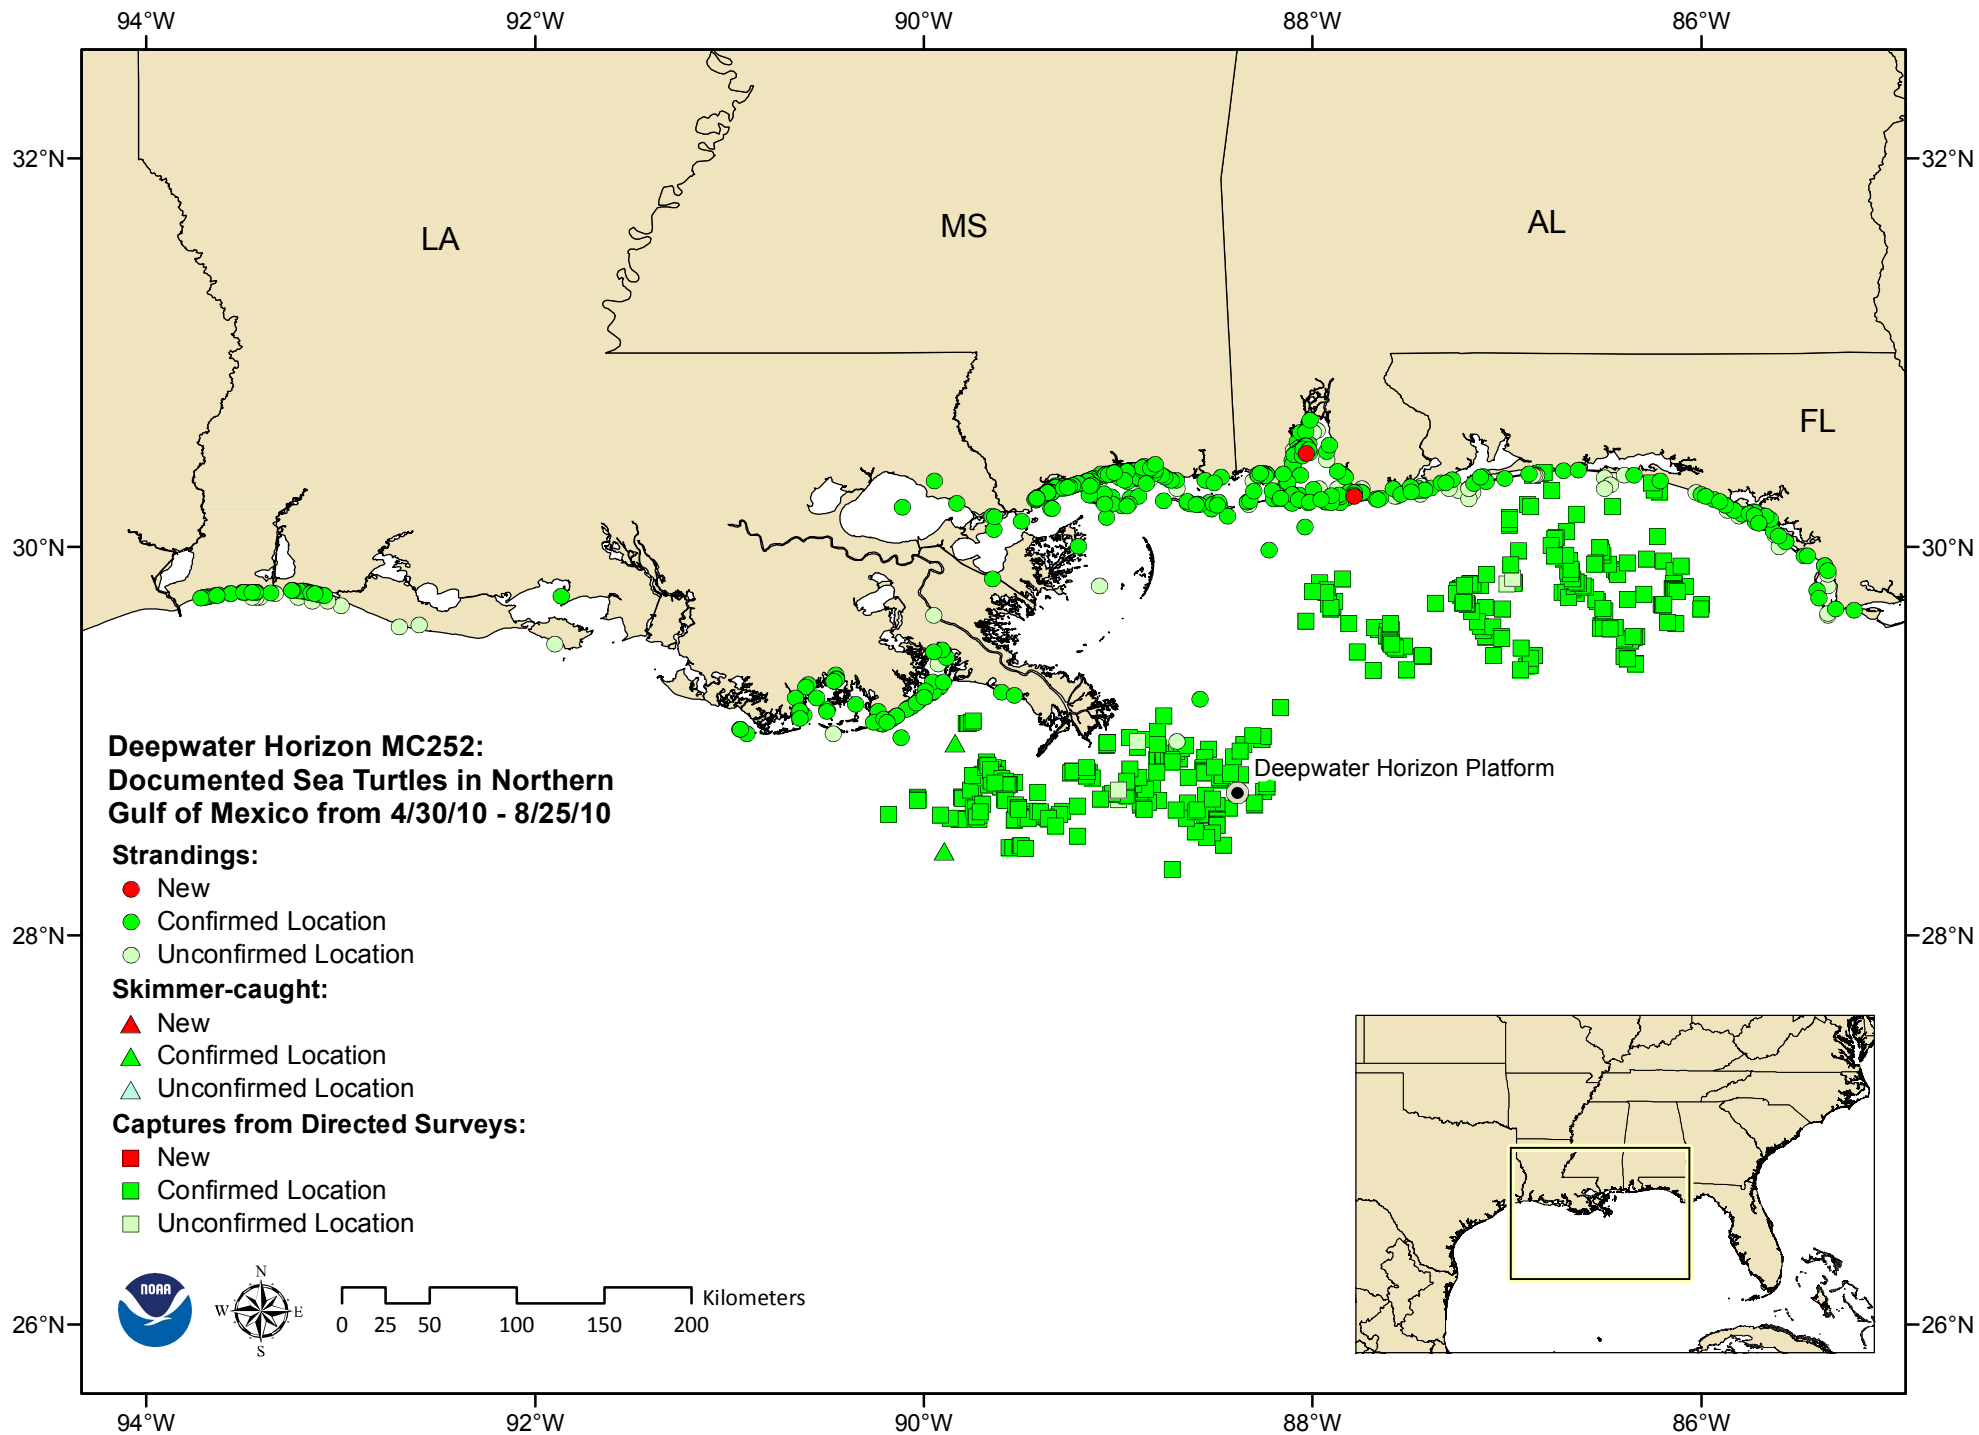 94°W 92°W 90°W 88°W 86°W
32°N 32°N
LA MS AL
FL
30°N 30°N
Deepwater Horizon Platform
Deepwater Horizon MC252:
Documented Sea Turtles in Northern
Gulf of Mexico from 4/30/10 - 8/25/10
Strandings:
New
Confirmed Location
28°N 28°N
Unconfirmed Location
Skimmer-caught:
New
Confirmed Location
Unconfirmed Location
Captures from Directed Surveys:
New
Confirmed Location
Unconfirmed Location
NOAA
N
W E
S
Kilometers
0 25 50 100 150 200
26°N 26°N
94°W 92°W 90°W 88°W 86°W